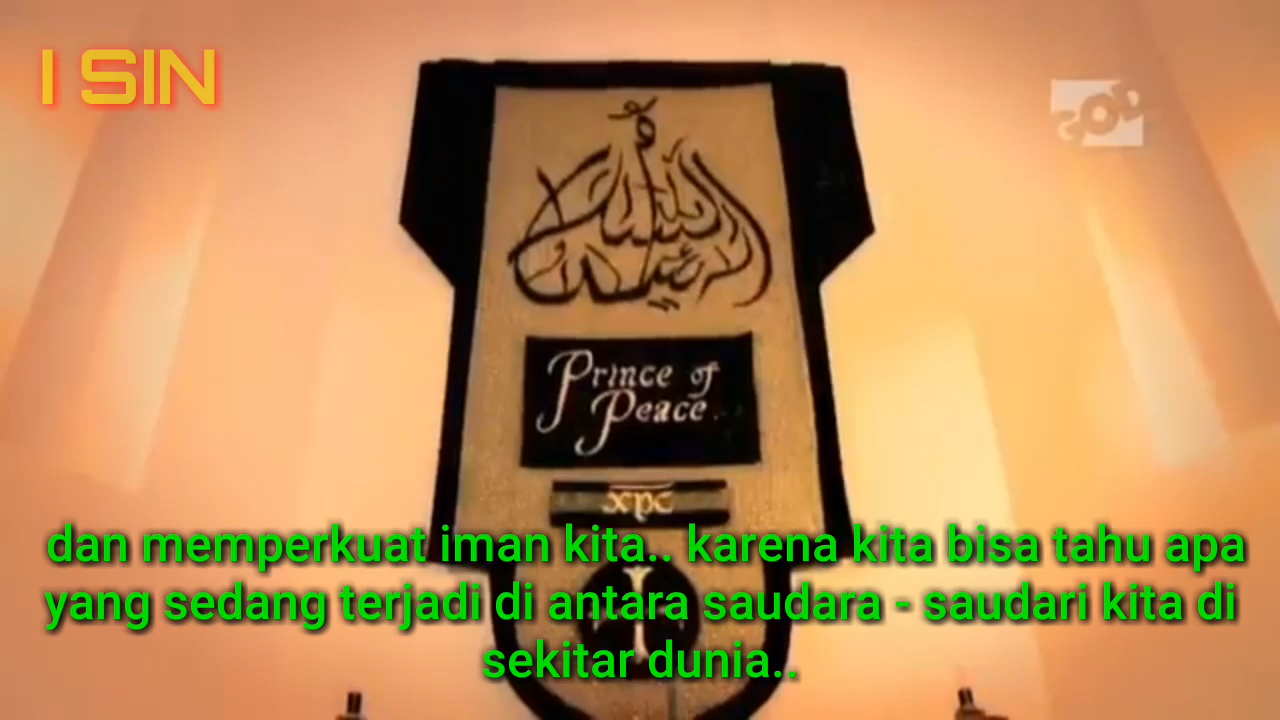 I SIN
Prince of
Peace
xpc
dan memperkuat iman kita.. karena kita bisa tahu apa
yang sedang terjadi di antara saudara - saudari kita di
sekitar dunia..